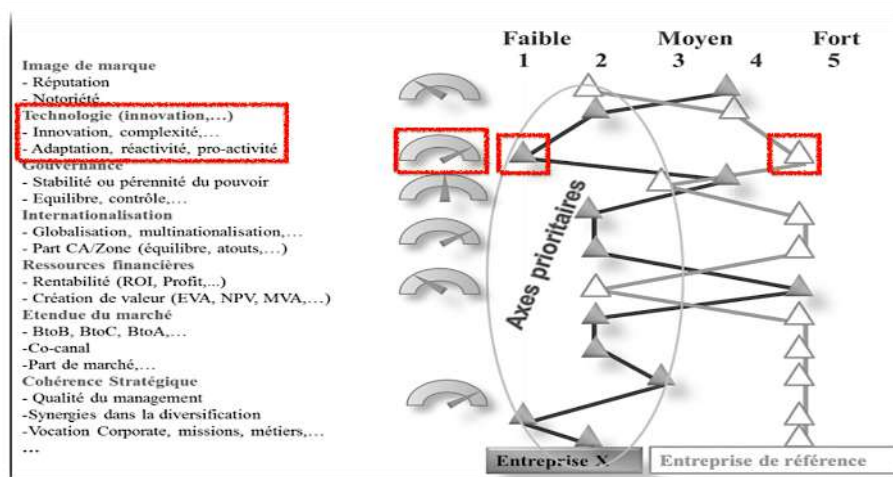 Faible Moyen Fort
1 2 3 4 5
Image de marque
- Réputation
- Notoriété
Technologie (innovation,…)
- Innovation, complexité,…
- Adaptation, réactivité, pro-activité
Gouvernance
- Stabilité ou pérennité du pouvoir
- Equilibre, contrôle,…
Internationalisation
- Globalisation, multinationalisation,…
- Part CA/Zone (équilibre, atouts,…)
Ressources financières
- Rentabilité (ROI, Profit,...)
- Création de valeur (EVA, NPV, MVA,…)
Etendue du marché
- BtoB, BtoC, BtoA,…
-Co-canal
-Part de marché,…
Cohérence Stratégique
- Qualité du management
-Synergies dans la diversification
-Vocation Corporate, missions, métiers,…
…
Axes prioritaires
Entreprise X Entreprise de référence